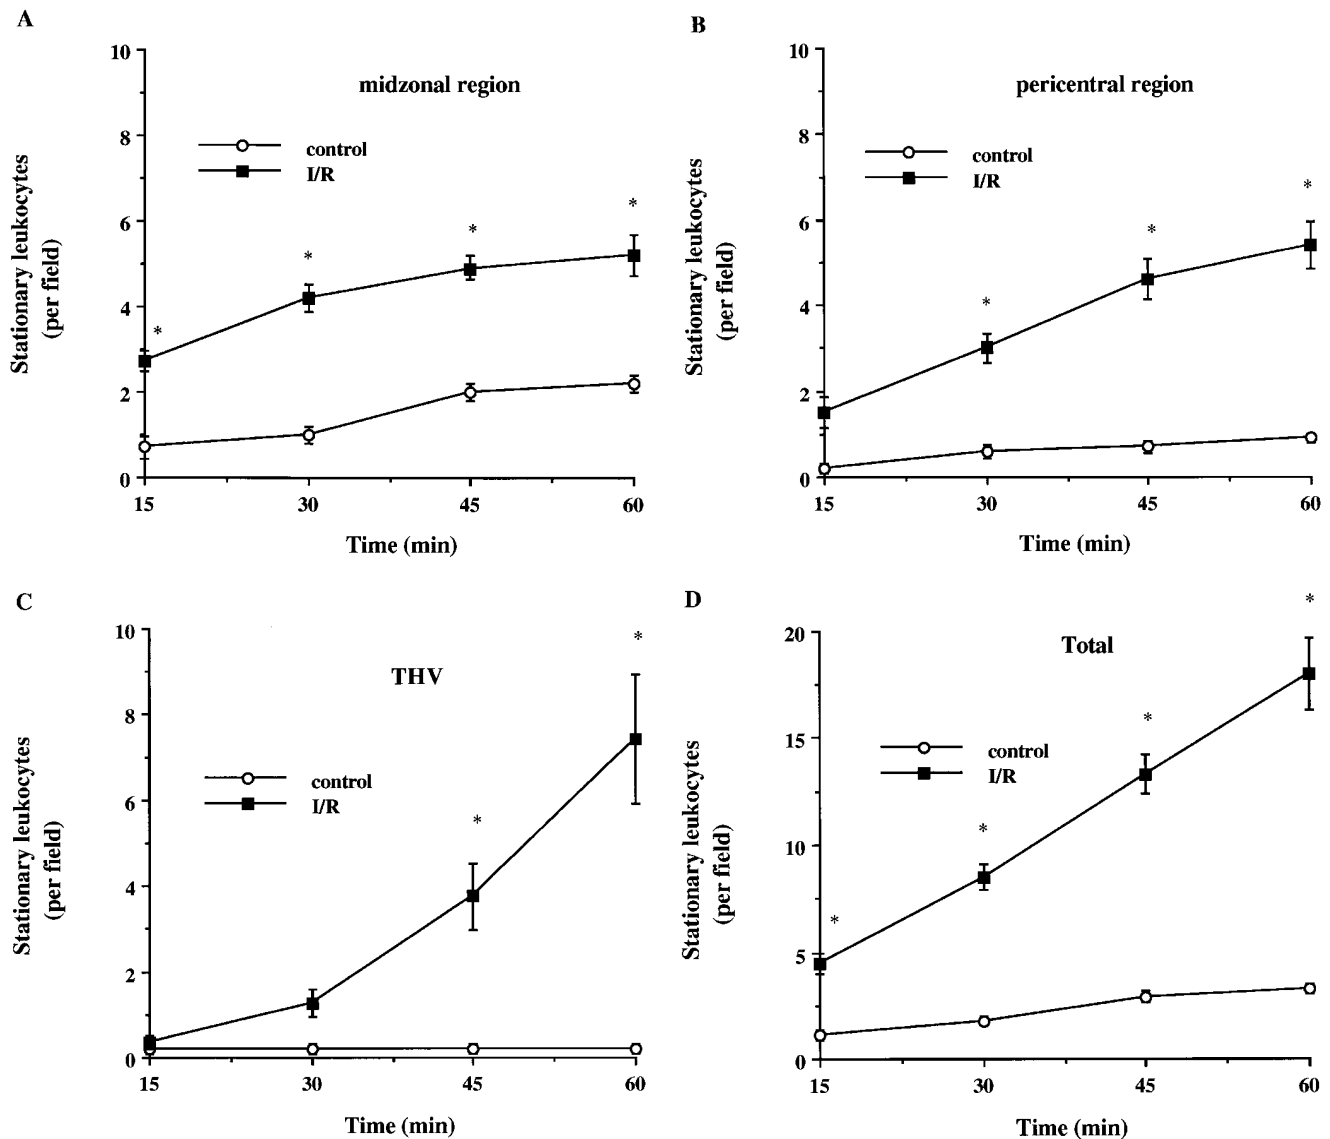 A
midzonal region
control
I/R
Stationary leukocytes
(per field)
10
8
6
4
2
0
*
*
*
*
15
30
45
60
Time (min)
B
pericentral region
control
I/R
Stationary leukocytes
(per field)
10
8
6
4
2
0
*
*
*
15
30
45
60
Time (min)
C
THV
control
I/R
Stationary leukocytes
(per field)
10
8
6
4
2
0
*
*
15
30
45
60
Time (min)
D
Total
control
I/R
Stationary leukocytes
(per field)
20
15
10
5
0
*
*
*
*
15
30
45
60
Time (min)